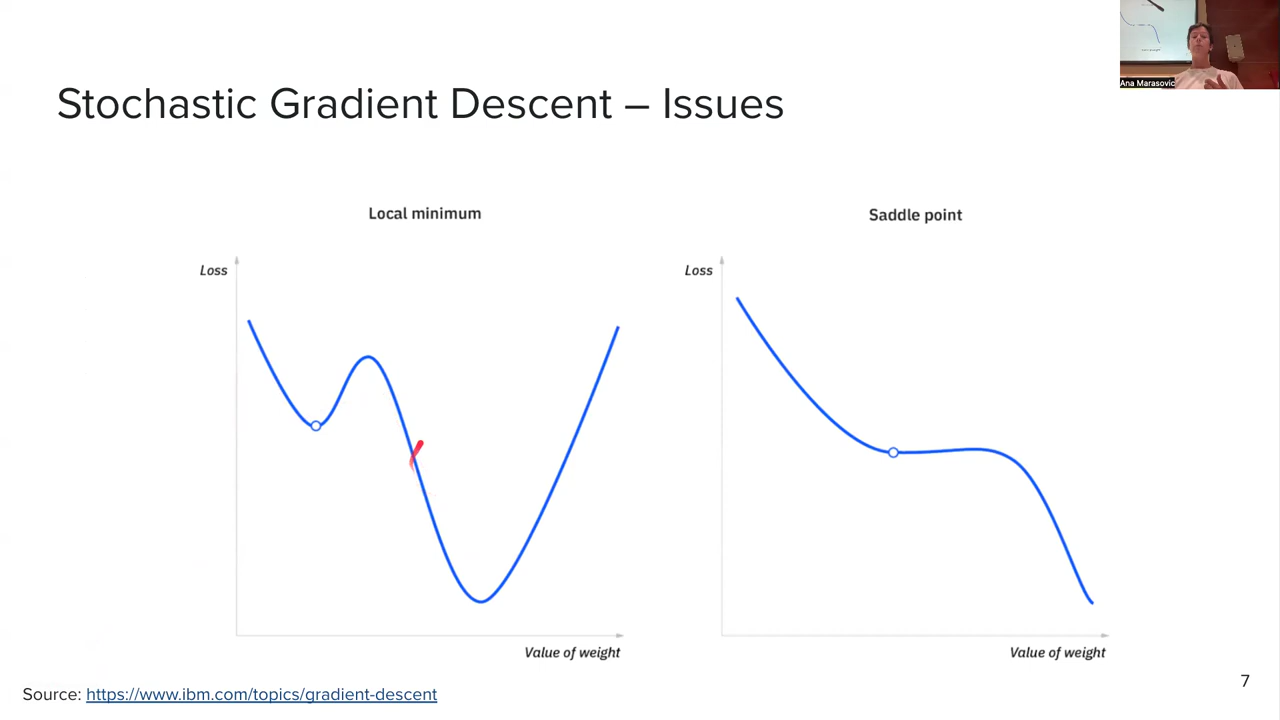 Ana Marasovic
Stochastic Gradient Descent – Issues
Local minimum
Saddle point
Loss
Loss
Value of weight
Value of weight
Source: https://www.ibm.com/topics/gradient-descent
7